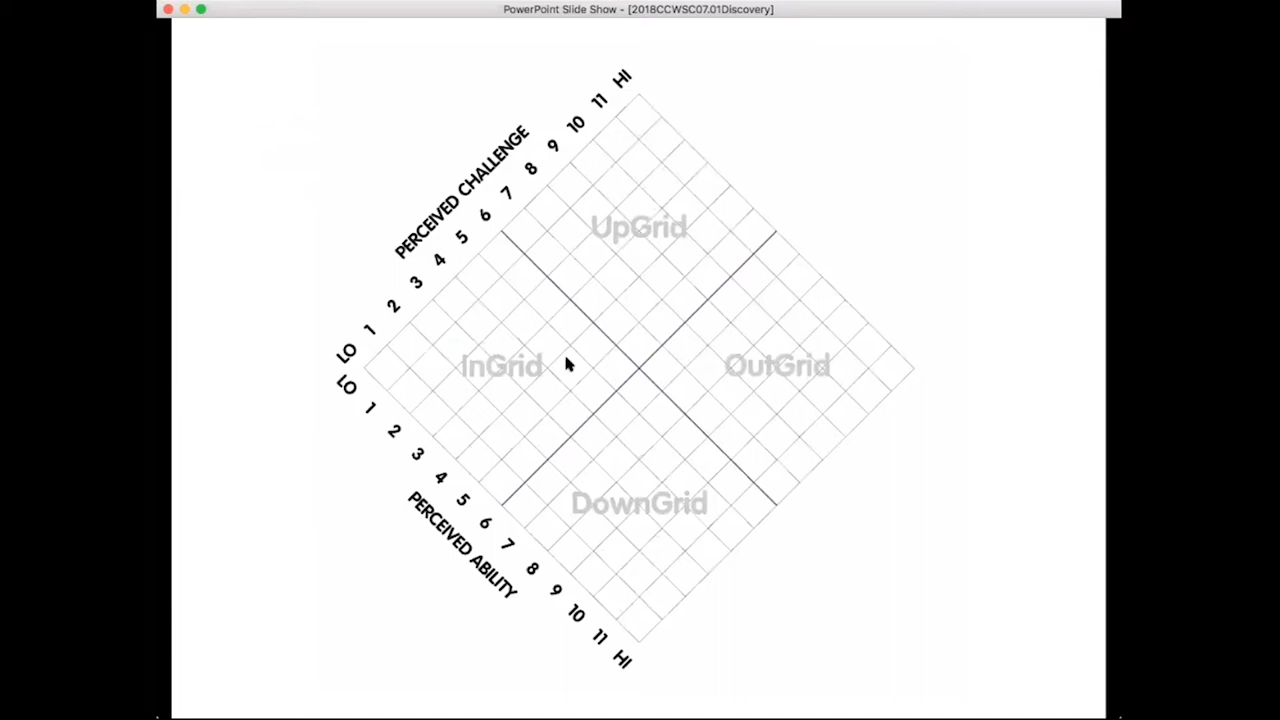 PowerPoint Slide Show - [2018CCWSC07.01Discovery]
PERCEIVED CHALLENGE
HI
11
10
9
8
7
6
5
4
3
2
1
LO
UpGrid
InGrid
OutGrid
DownGrid
LO
1
2
3
4
5
6
7
8
9
10
11
HI
PERCEIVED ABILITY